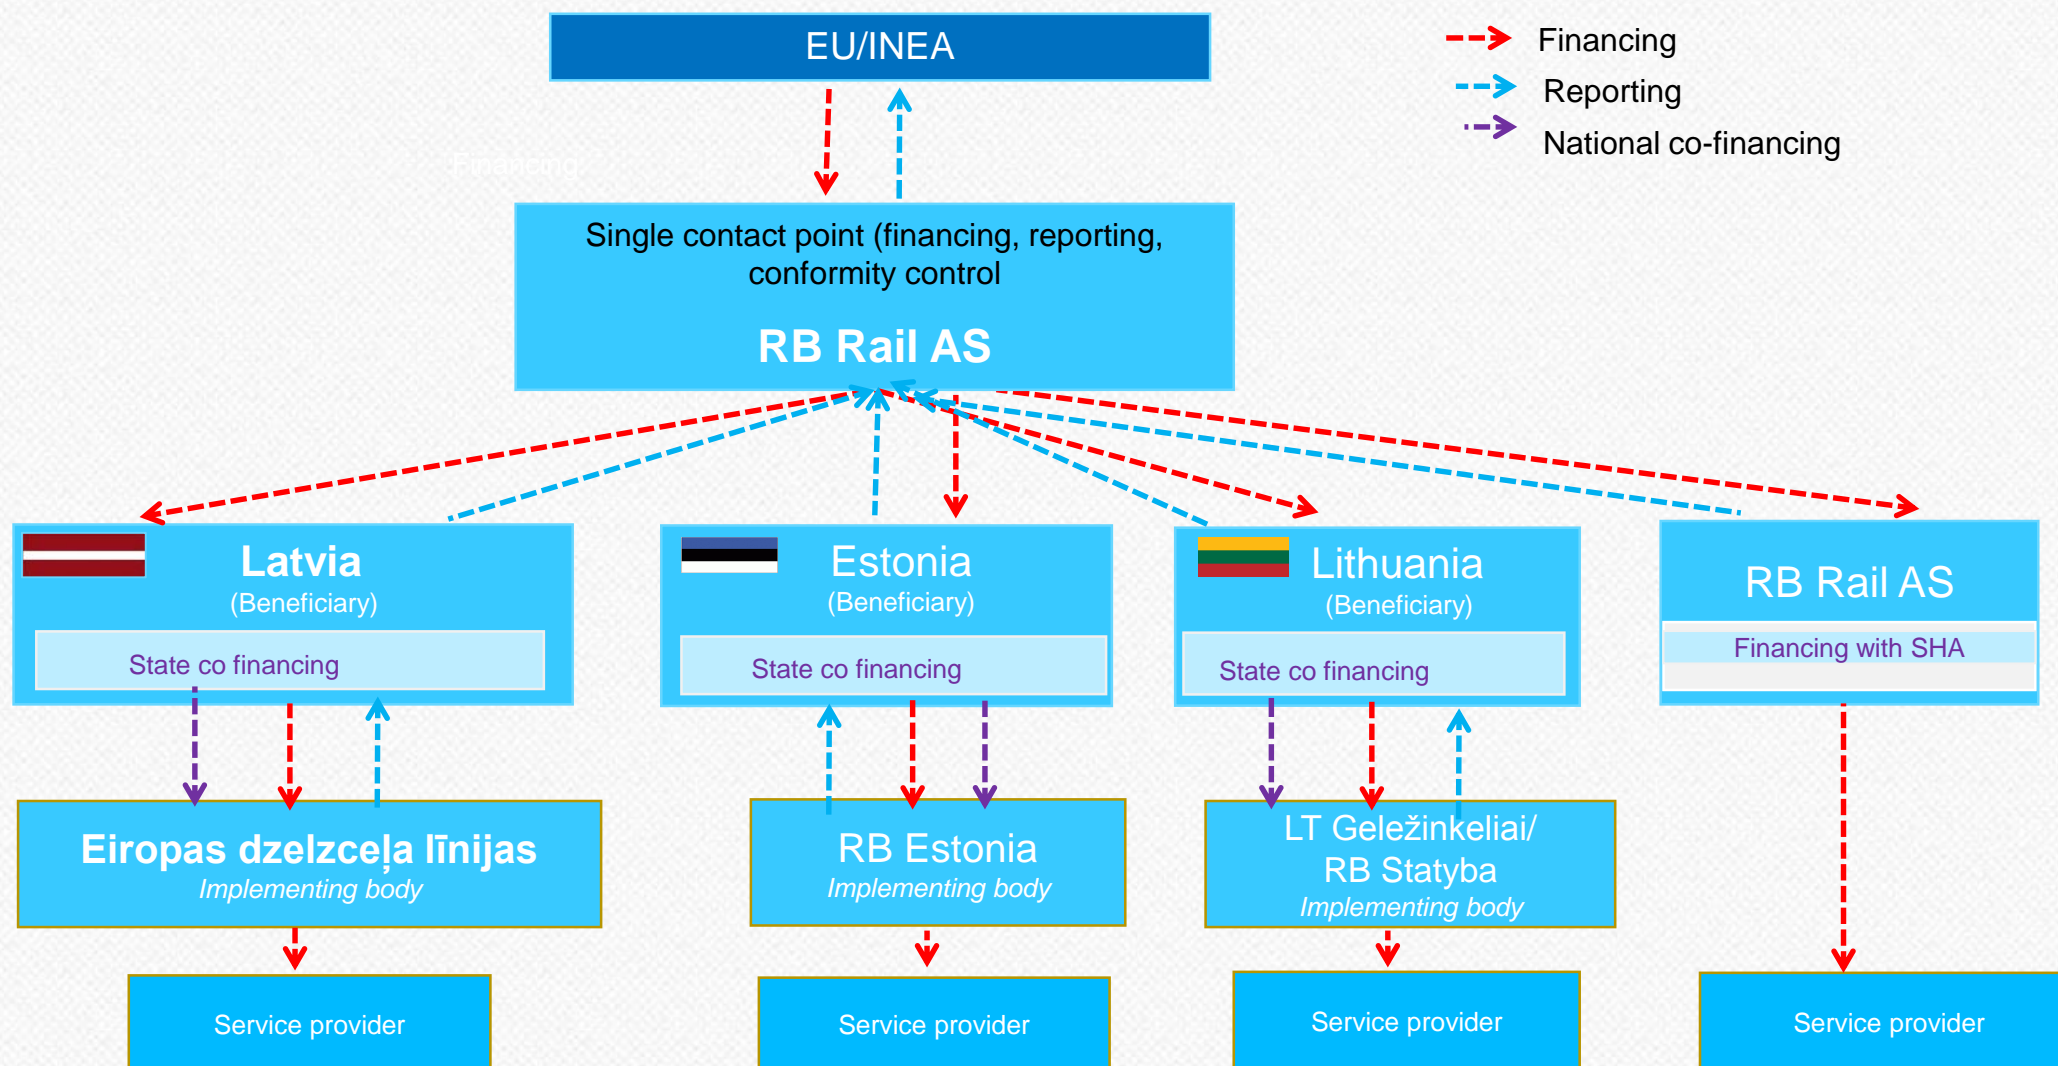 EU/INEA
Financing
Reporting
National co-financing
Financing
Single contact point (financing, reporting,
conformity control
RB Rail AS
Latvia
(Beneficiary)
State co financing
Estonia
(Beneficiary)
State co financing
Lithuania
(Beneficiary)
State co financing
RB Rail AS
Financing with SHA
Eiropas dzelzceļa līnijas
Implementing body
RB Estonia
Implementing body
LT Geležinkeliai/
RB Statyba
Implementing body
Service provider
Service provider
Service provider
Service provider